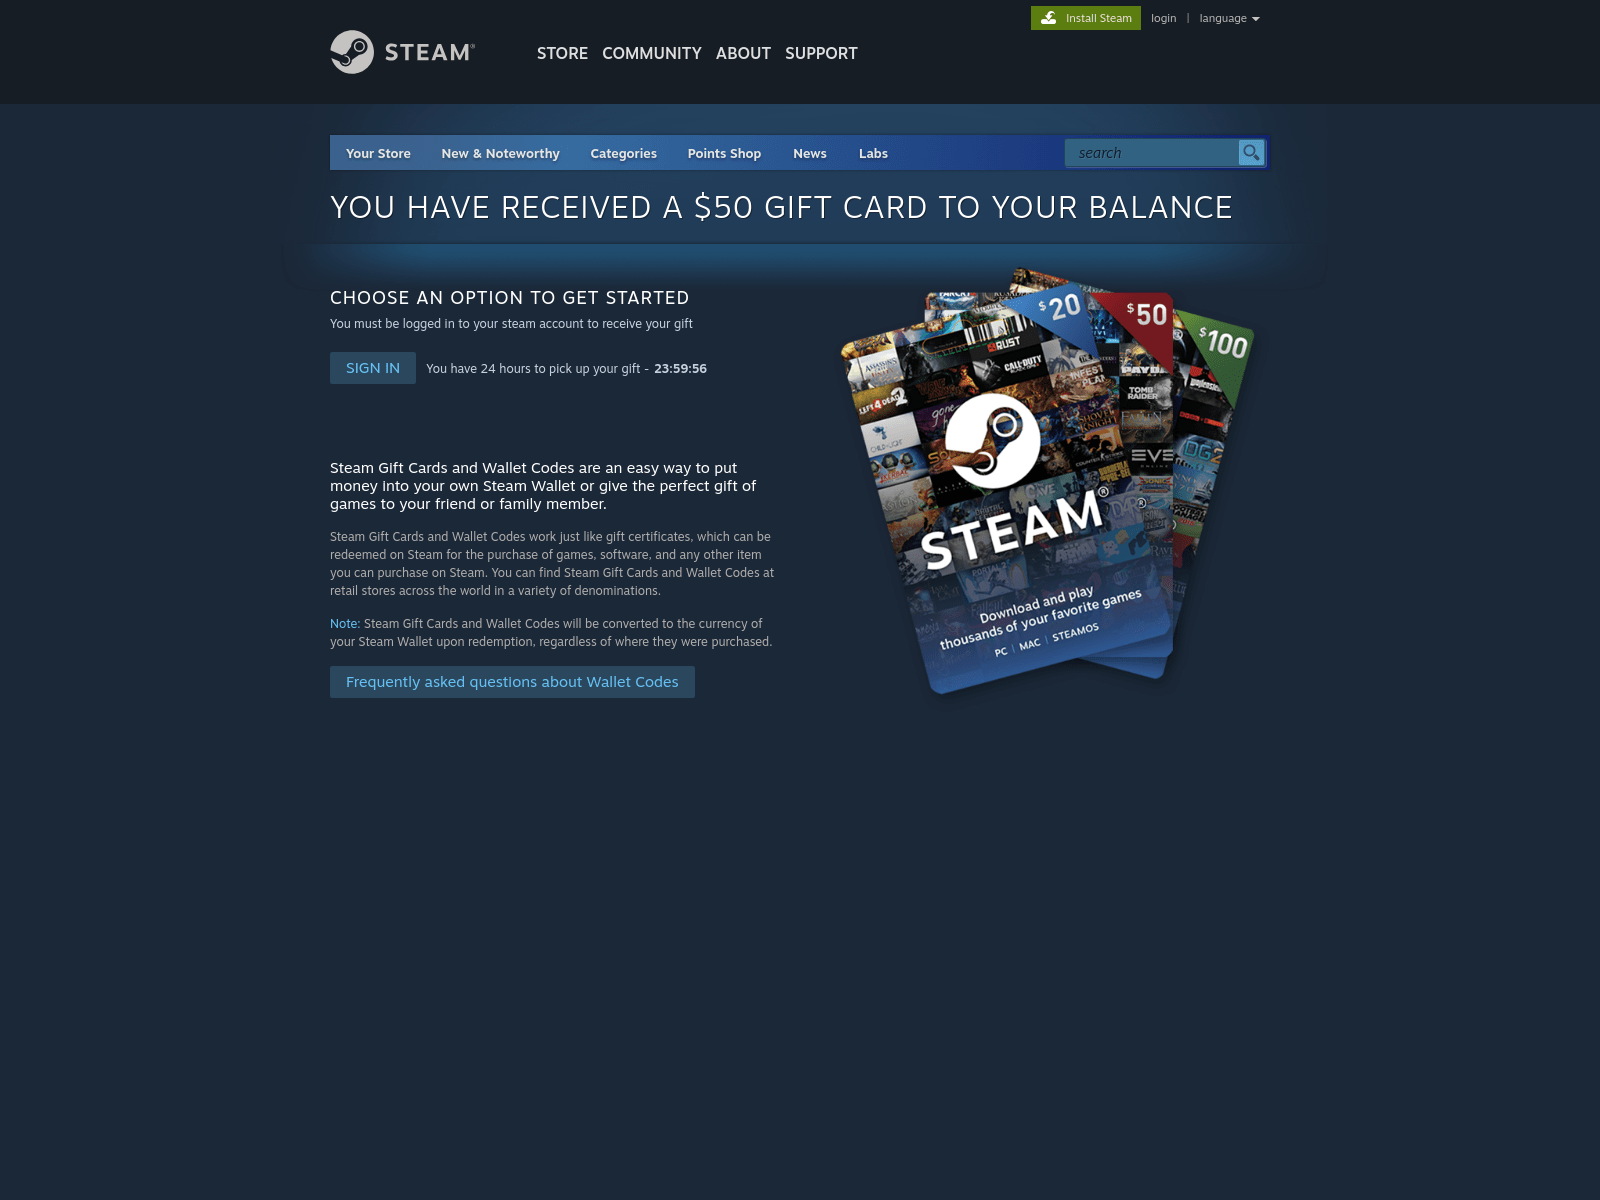 Install Steam login | language
STEAM®
STORE COMMUNITY ABOUT SUPPORT
Your Store New & Noteworthy Categories Points Shop News Labs search
YOU HAVE RECEIVED A $50 GIFT CARD TO YOUR BALANCE
CHOOSE AN OPTION TO GET STARTED
You must be logged in to your steam account to receive your gift
SIGN IN You have 24 hours to pick up your gift - 23:59:56
Steam Gift Cards and Wallet Codes are an easy way to put
money into your own Steam Wallet or give the perfect gift of
games to your friend or family member.
Steam Gift Cards and Wallet Codes work just like gift certificates, which can be
redeemed on Steam for the purchase of games, software, and any other item
you can purchase on Steam. You can find Steam Gift Cards and Wallet Codes at
retail stores across the world in a variety of denominations.
Note: Steam Gift Cards and Wallet Codes will be converted to the currency of
your Steam Wallet upon redemption, regardless of where they were purchased.
Frequently asked questions about Wallet Codes
$20
$50
$100
RUST
CALL OF DUTY
LEFT 4 DEAD 2
TOMB
RAIDER
SHOVEL
KNIGHT
EVE
ONLINE
STEAM®
Download and play
thousands of your favorite games
PC | MAC | STEAMOS